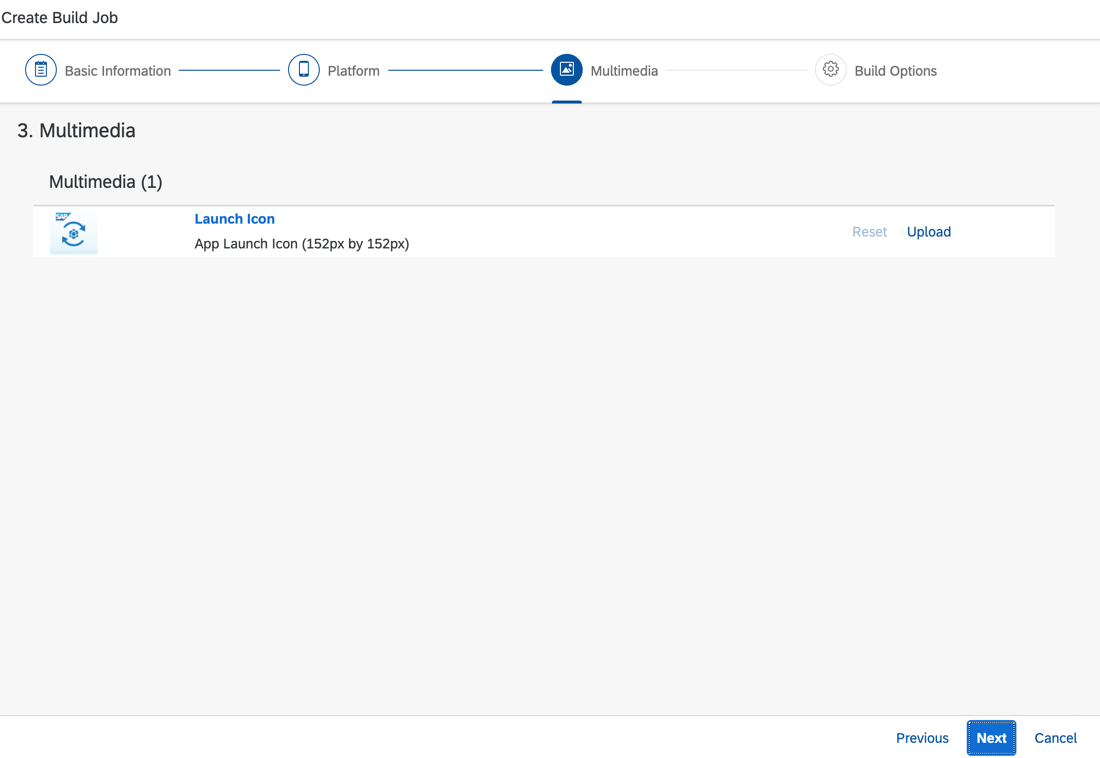 Create Build Job
Basic Information
Platform
Multimedia
Build Options
3. Multimedia
Multimedia (1)
SAP
Launch Icon
App Launch Icon (152px by 152px)
Reset
Upload
Previous
Next
Cancel